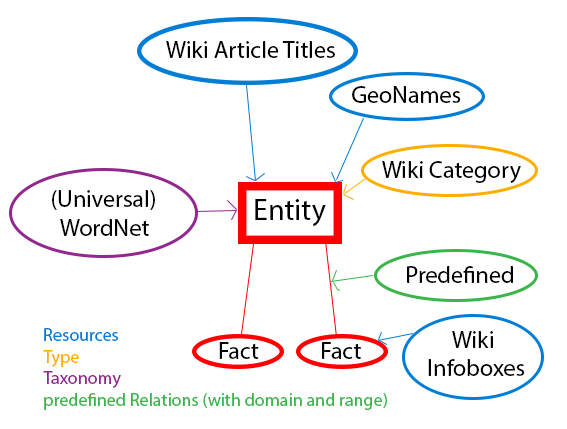 Wiki Article Titles
GeoNames
Wiki Category
(Universal)
WordNet
Entity
Predefined
Fact
Fact
Wiki
Infoboxes
Resources
Type
Taxonomy
predefined Relations (with domain and range)